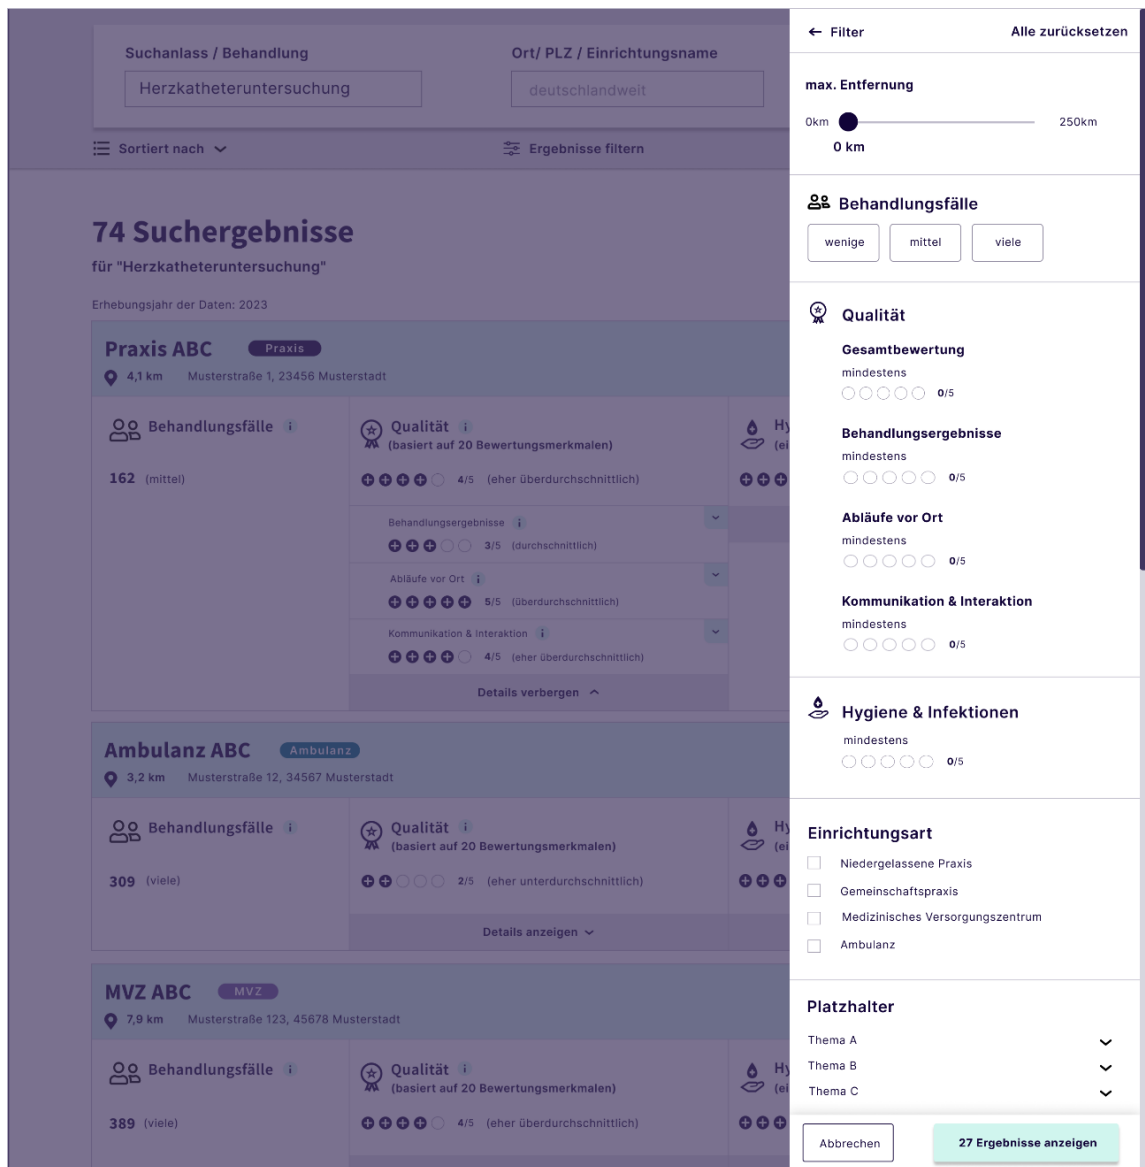 Suchanlass / Behandlung
Herzkatheteruntersuchung
Ort/ PLZ / Einrichtungsname
deutschlandweit
Sortiert nach
Ergebnisse filtern
74 Suchergebnisse
für "Herzkatheteruntersuchung"
Erhebungsjahr der Daten: 2023
Praxis ABC
Praxis
4,1 km Musterstraße 1, 23456 Musterstadt
Behandlungsfälle i
162 (mittel)
Qualität i
(basiert auf 20 Bewertungsmerkmalen)
4/5 (eher überdurchschnittlich)
Behandlungsergebnisse i
3/5 (durchschnittlich)
Abläufe vor Ort i
5/5 (überdurchschnittlich)
Kommunikation & Interaktion i
4/5 (eher überdurchschnittlich)
Details verbergen
Hy
(ei
Ambulanz ABC
Ambulanz
3,2 km Musterstraße 12, 34567 Musterstadt
Behandlungsfälle i
309 (viele)
Qualität i
(basiert auf 20 Bewertungsmerkmalen)
2/5 (eher unterdurchschnittlich)
Details anzeigen
Hy
(ei
MVZ ABC
MVZ
7,9 km Musterstraße 123, 45678 Musterstadt
Behandlungsfälle i
389 (viele)
Qualität i
(basiert auf 20 Bewertungsmerkmalen)
4/5 (eher überdurchschnittlich)
Hy
(ei
Filter
Alle zurücksetzen
max. Entfernung
0km
250km
0 km
Behandlungsfälle
wenige
mittel
viele
Qualität
Gesamtbewertung
mindestens
0/5
Behandlungsergebnisse
mindestens
0/5
Abläufe vor Ort
mindestens
0/5
Kommunikation & Interaktion
mindestens
0/5
Hygiene & Infektionen
mindestens
0/5
Einrichtungsart
Niedergelassene Praxis
Gemeinschaftspraxis
Medizinisches Versorgungszentrum
Ambulanz
Platzhalter
Thema A
Thema B
Thema C
Abbrechen
27 Ergebnisse anzeigen